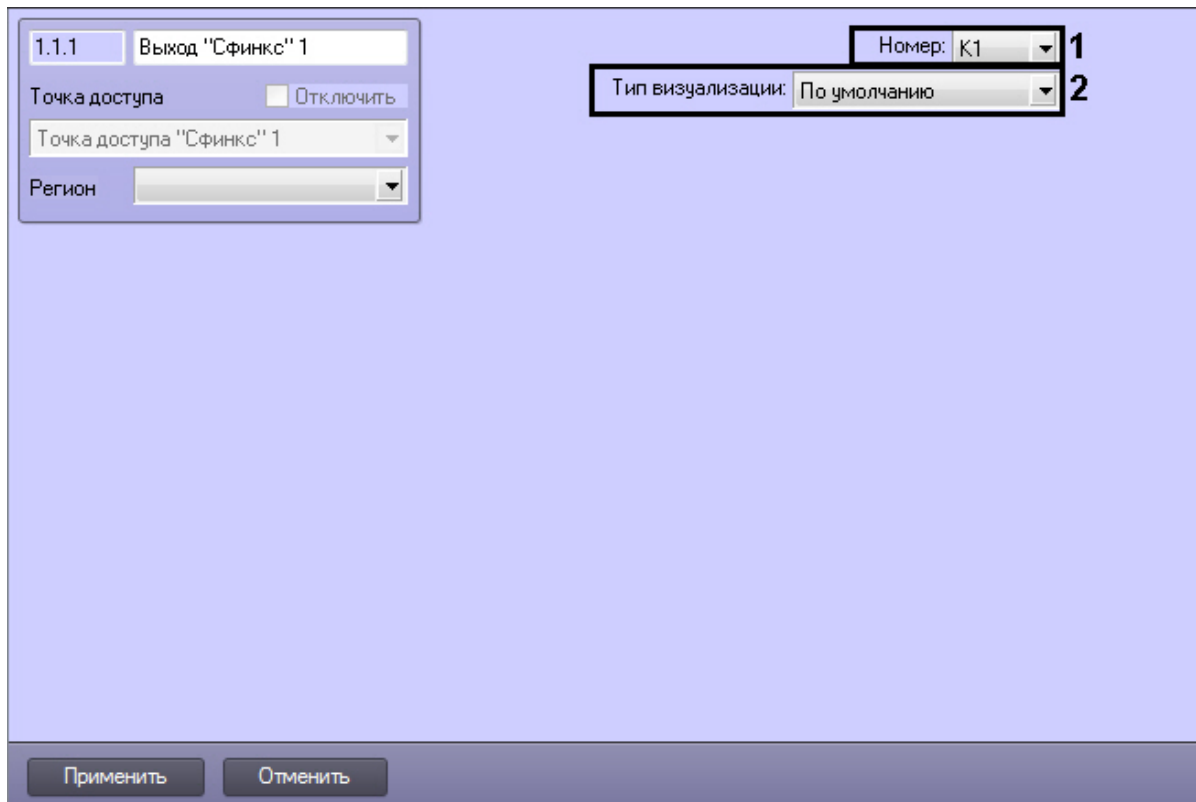 1.1.1 Выход "Сфинкс" 1
Точка доступа Отключить
Точка доступа "Сфинкс" 1
Регион
Номер: K1 1
Тип визуализации: По умолчанию 2
Применить Отменить